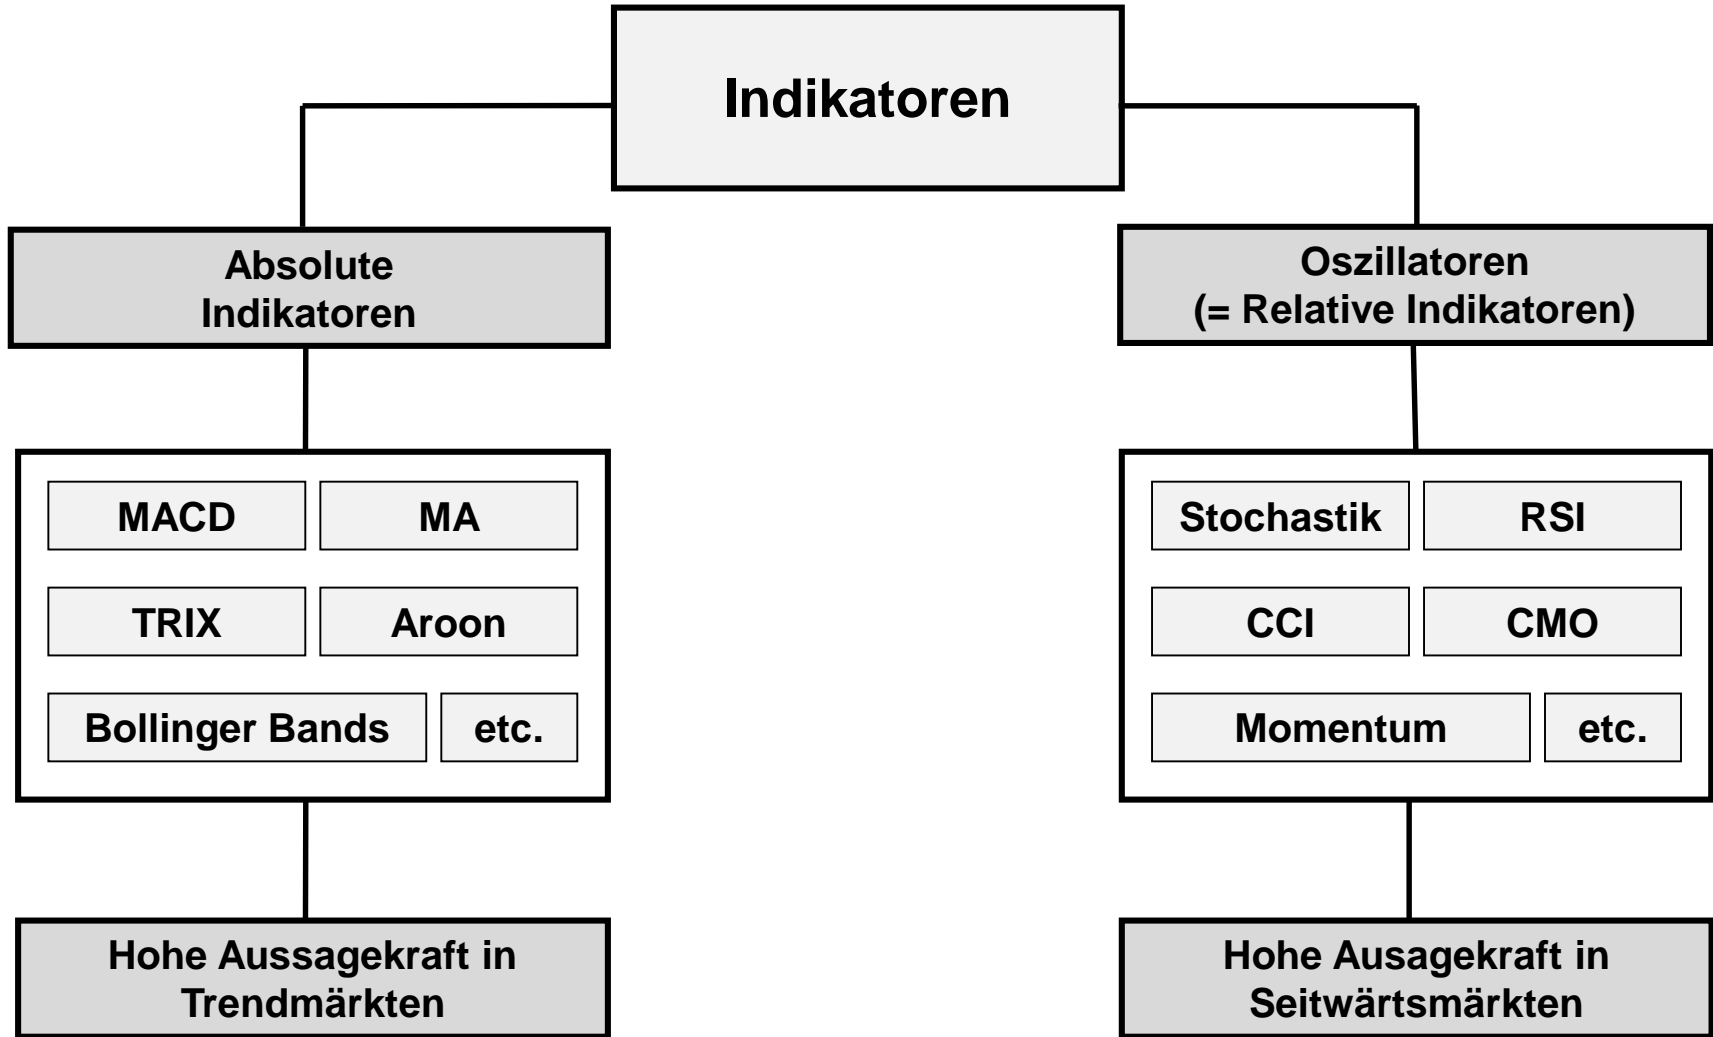 Indikatoren
Absolute
Indikatoren
MACD
MA
TRIX
Aroon
Bollinger Bands
etc.
Hohe Aussagekraft in
Trendmärkten
Oszillatoren
(= Relative Indikatoren)
Stochastik
RSI
CCI
CMO
Momentum
etc.
Hohe Ausagekraft in
Seitwärtsmärkten